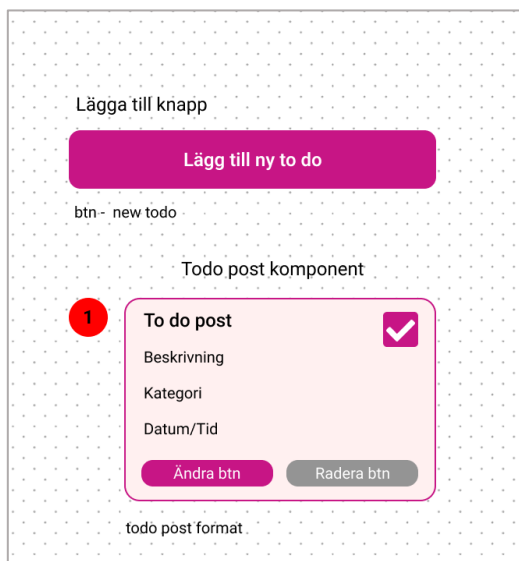 Lägga till knapp
Lägg till ny to do
btn - new todo
Todo post komponent
1
To do post
Beskrivning
Kategori
Datum/Tid
Ändra btn
Radera btn
todo post format